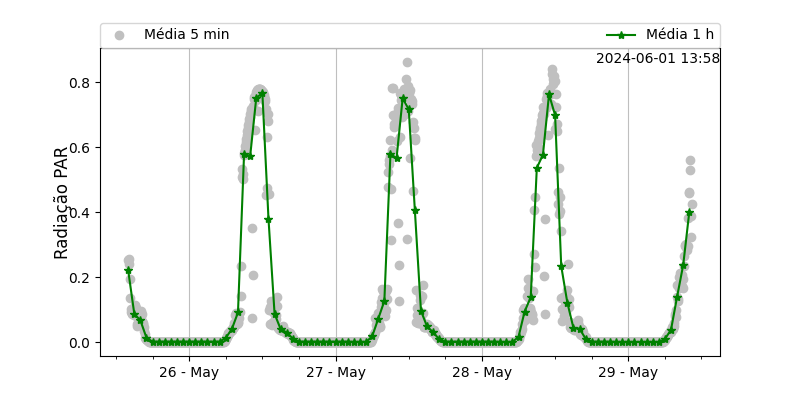 Média 5 min
Média 1 h
2024-06-01 13:58
Radiação PAR
0.8
0.6
0.4
0.2
0.0
26 - May
27 - May
28 - May
29 - May